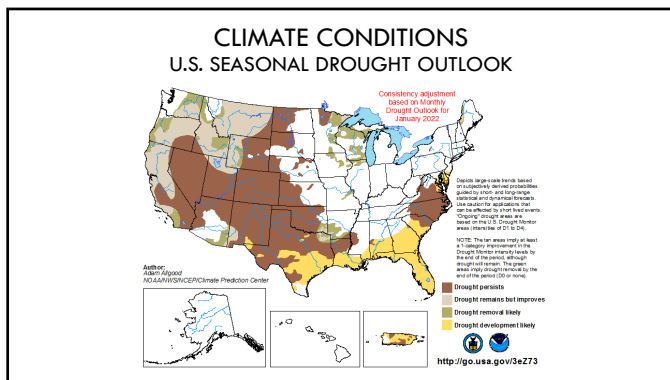 CLIMATE CONDITIONS
U.S. SEASONAL DROUGHT OUTLOOK
Consistency adjustment
based on Monthly
Drought Outlook for
January 2022
Depicts large-scale trends based
on subjectively derived probabilities
guided by short- and long-range
statistical and dynamical forecasts.
Use caution for applications that
can be affected by short lived events.
"Ongoing" drought areas are
based on the U.S. Drought Monitor
areas (intensities of D1 to D4).
NOTE: The tan areas imply at least
a 1-category improvement in the
Drought Monitor intensity levels by
the end of the period, although
drought will remain. The green
areas imply drought removal by the
end of the period (D0 or none).
Author:
Adam Allgood
NOAA/NWS/NCEP/Climate Prediction Center
Drought persists
Drought remains but improves
Drought removal likely
Drought development likely
http://go.usa.gov/3eZ73